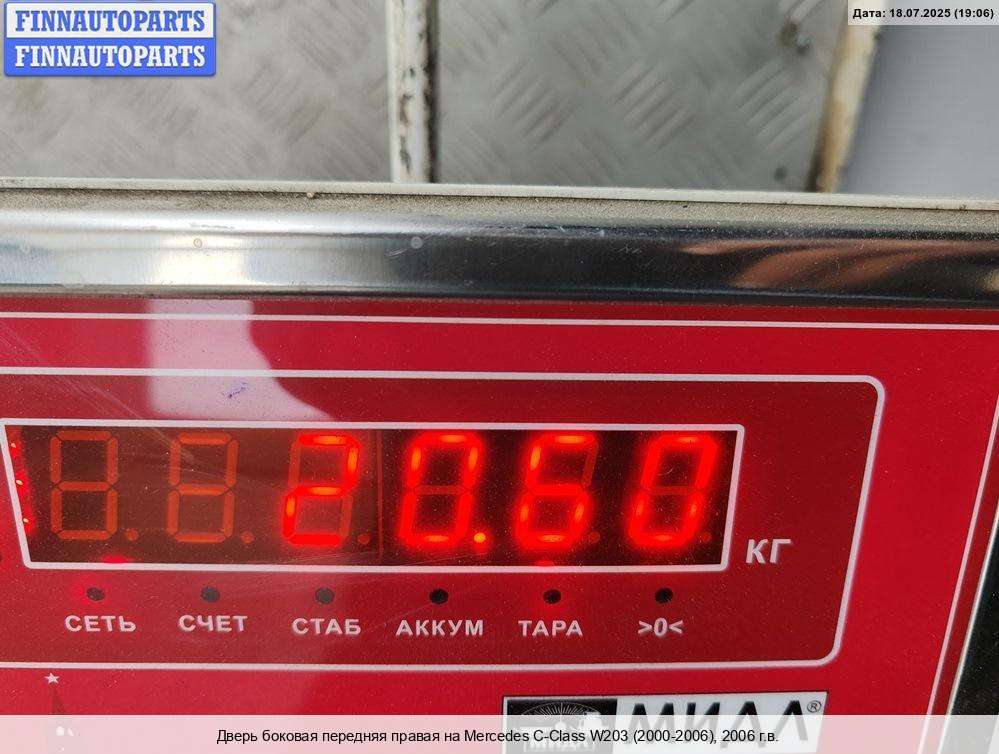 FINNAUTOPARTS
FINNAUTOPARTS
Дата: 18.07.2025 (19:06)
20.60
КГ
СЕТЬ СЧЕТ СТАБ АККУМ ТАРА >0<
МИДЛ®
МИДЛ
Дверь боковая передняя правая на Mercedes C-Class W203 (2000-2006), 2006 г.в.